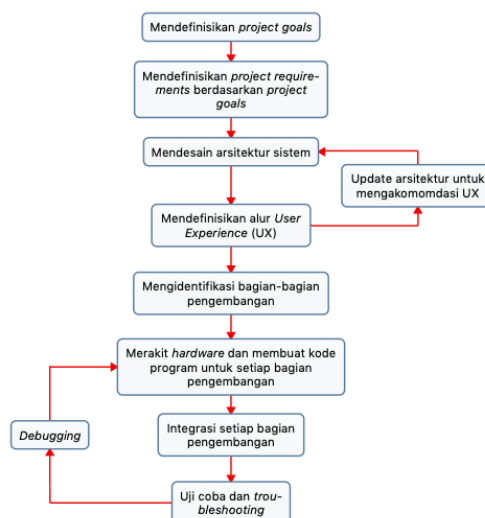 Mendefinisikan project goals
Mendefinisikan project require-
ments berdasarkan project
goals
Mendesain arsitektur sistem
Update arsitektur untuk
mengakomomdasi UX
Mendefinisikan alur User
Experience (UX)
Mengidentifikasi bagian-bagian
pengembangan
Merakit hardware dan membuat kode
program untuk setiap bagian
pengembangan
Debugging
Integrasi setiap bagian
pengembangan
Uji coba dan trou-
bleshooting